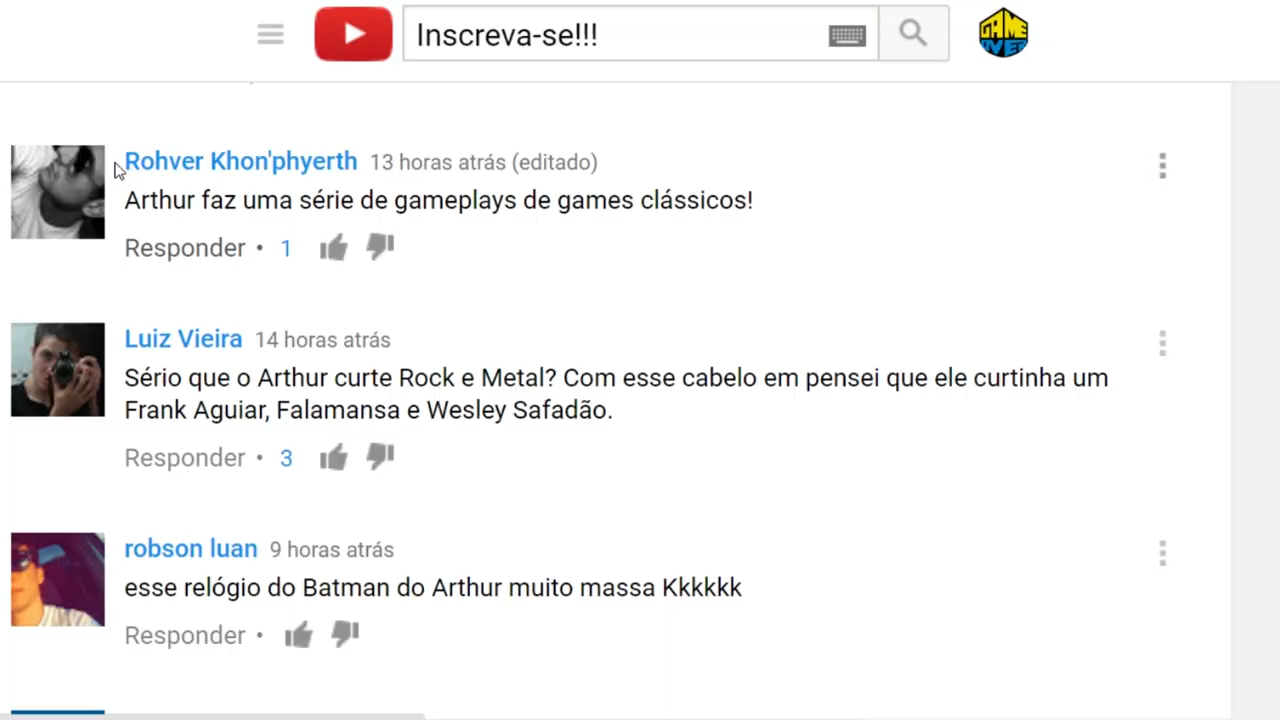 Inscreva-se!!!
GAME
OVER
Rohver Khon'phyerth 13 horas atrás (editado)
Arthur faz uma série de gameplays de games clássicos!
Responder • 1
Luiz Vieira 14 horas atrás
Sério que o Arthur curte Rock e Metal? Com esse cabelo em pensei que ele curtinha um
Frank Aguiar, Falamansa e Wesley Safadão.
Responder • 3
robson luan 9 horas atrás
esse relógio do Batman do Arthur muito massa Kkkkkk
Responder •